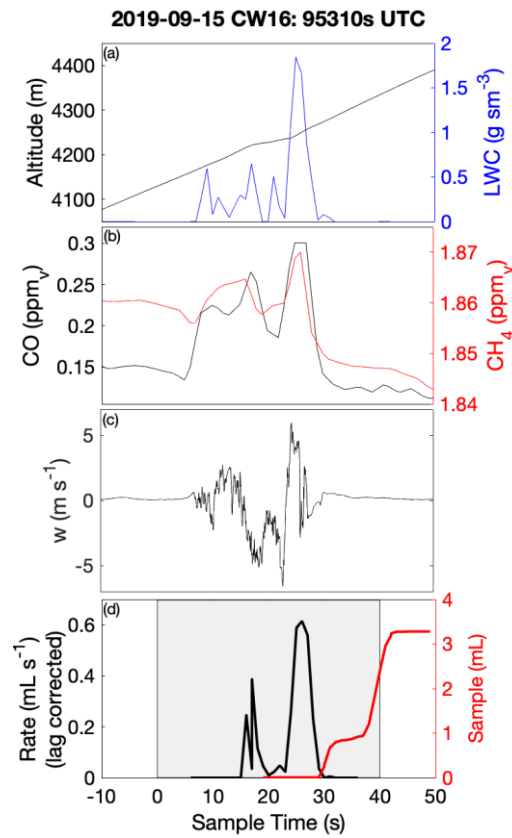 2019-09-15 CW16: 95310s UTC
(a)
4400
4300
4200
4100
Altitude (m)
2
1.5
1
0.5
0
LWC (g sm⁻³)
(b)
0.3
0.25
0.2
0.15
CO (ppmᵥ)
1.87
1.86
1.85
1.84
CH₄ (ppmᵥ)
(c)
5
0
-5
w (m s⁻¹)
(d)
0.6
0.4
0.2
0
Rate (mL s⁻¹)
(lag corrected)
4
3
2
1
0
Sample (mL)
-10 0 10 20 30 40 50
Sample Time (s)